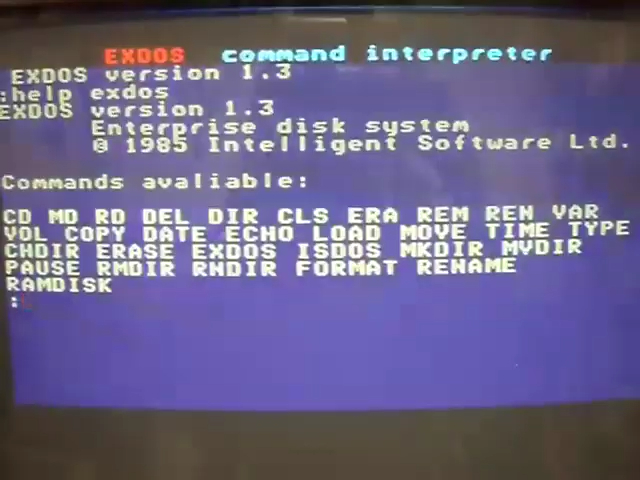 EXDOS command interpreter
EXDOS version 1.3
:help exdos
EXDOS version 1.3
Enterprise disk system
© 1985 Intelligent Software Ltd.
Commands avaliable:
CD MD RD DEL DIR CLS ERA REM REN VAR
VOL COPY DATE ECHO LOAD MOVE TIME TYPE
CHDIR ERASE EXDOS ISDOS MKDIR MVDIR
PAUSE RMDIR RNDIR FORMAT RENAME
RAMDISK
: